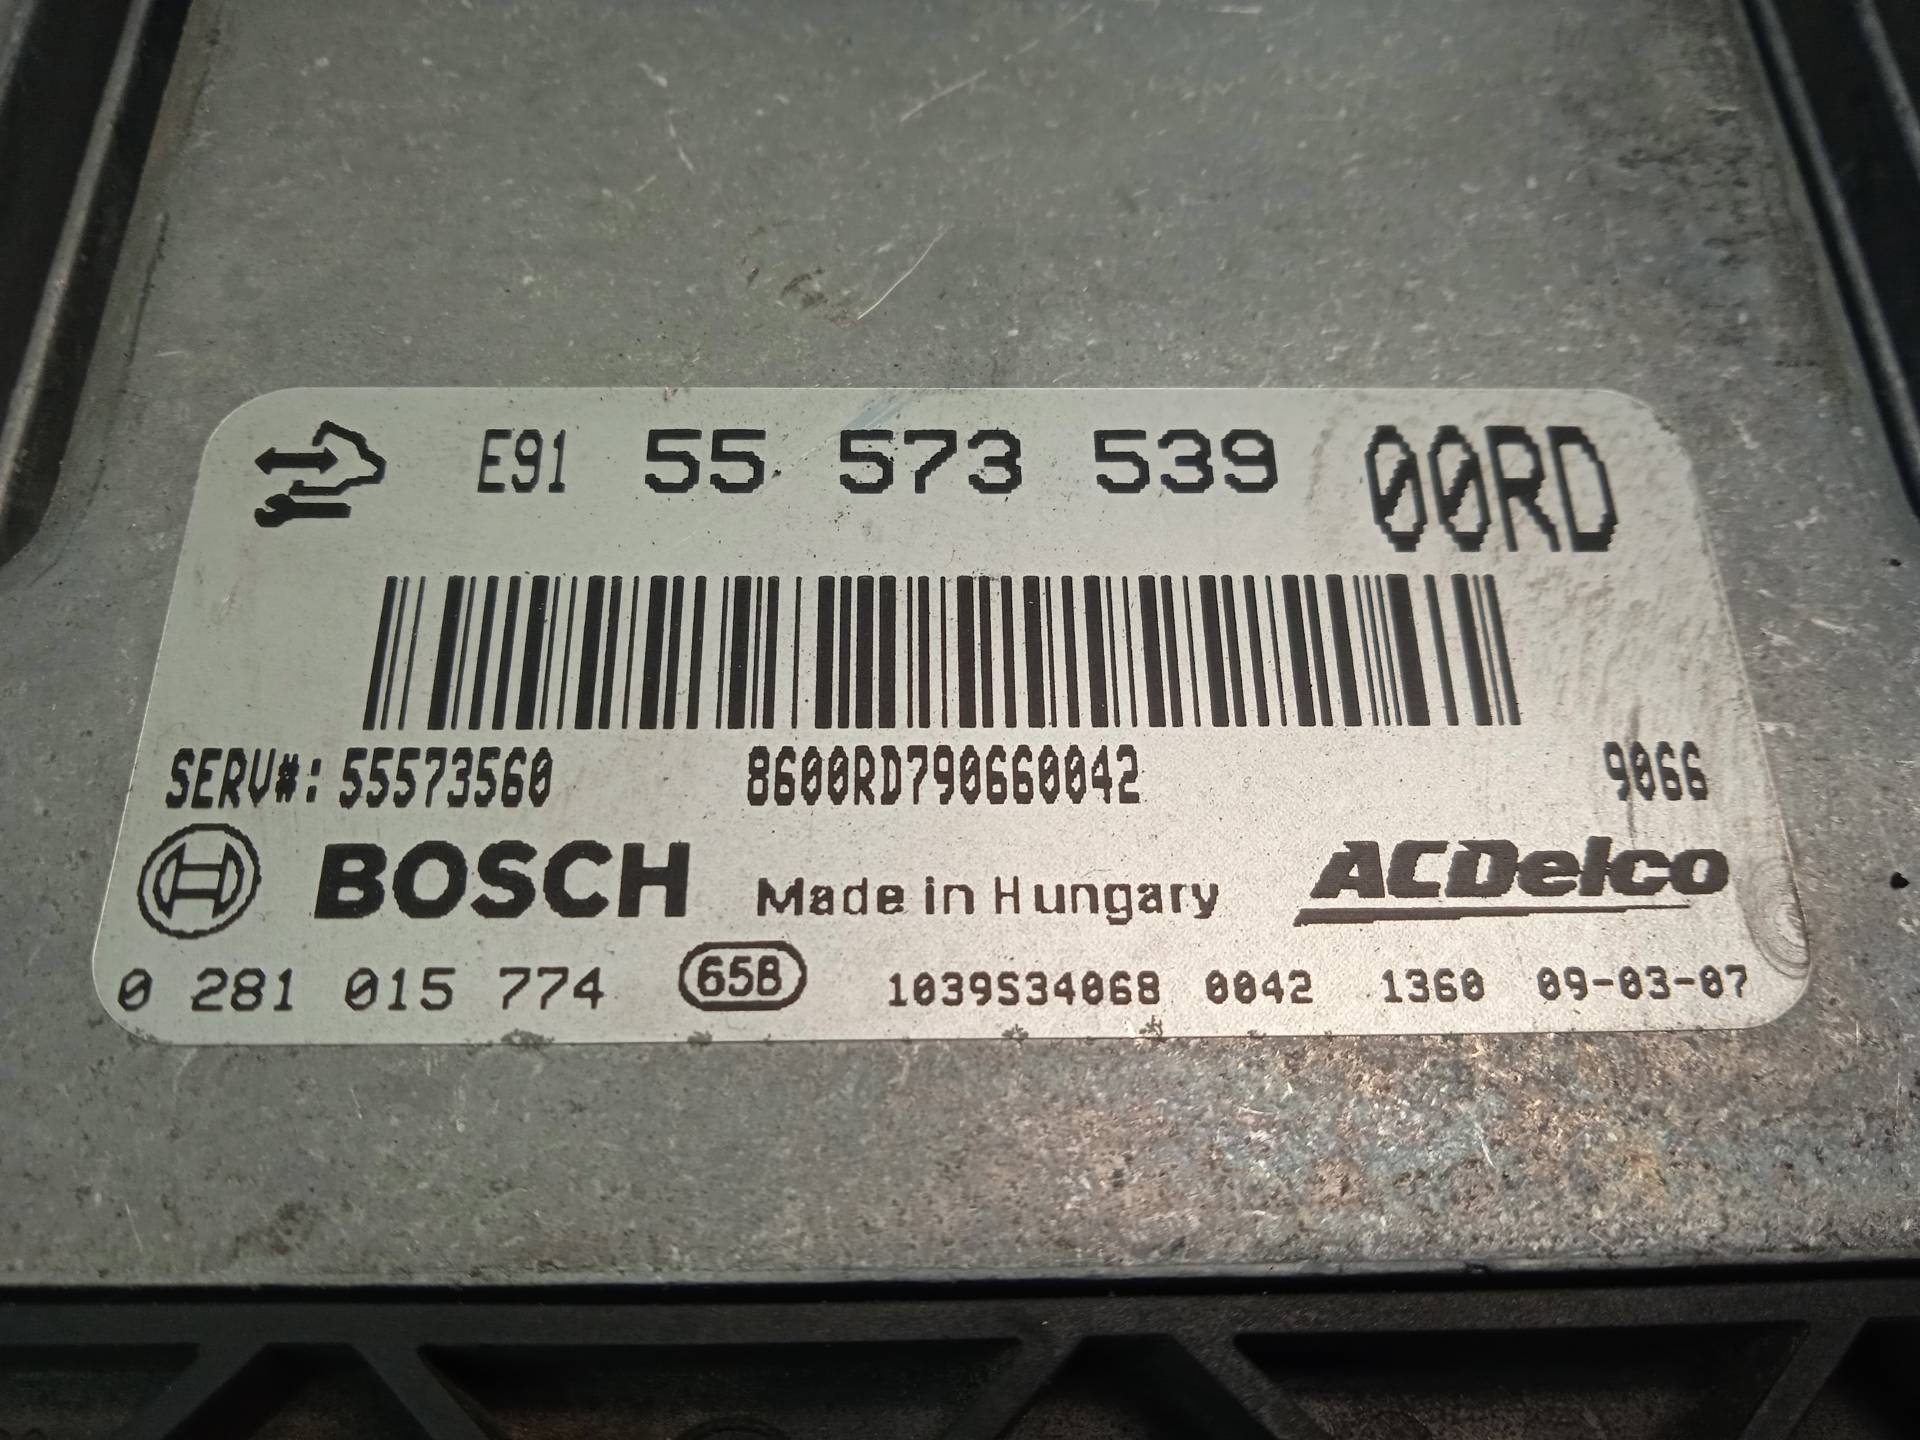 E91 55 573 539 00RD
SERV#: 55573560 8600RD790660042 9066
BOSCH Made in Hungary ACDelco
0 281 015 774 65B 1039S34068 0042 1360 09-03-07